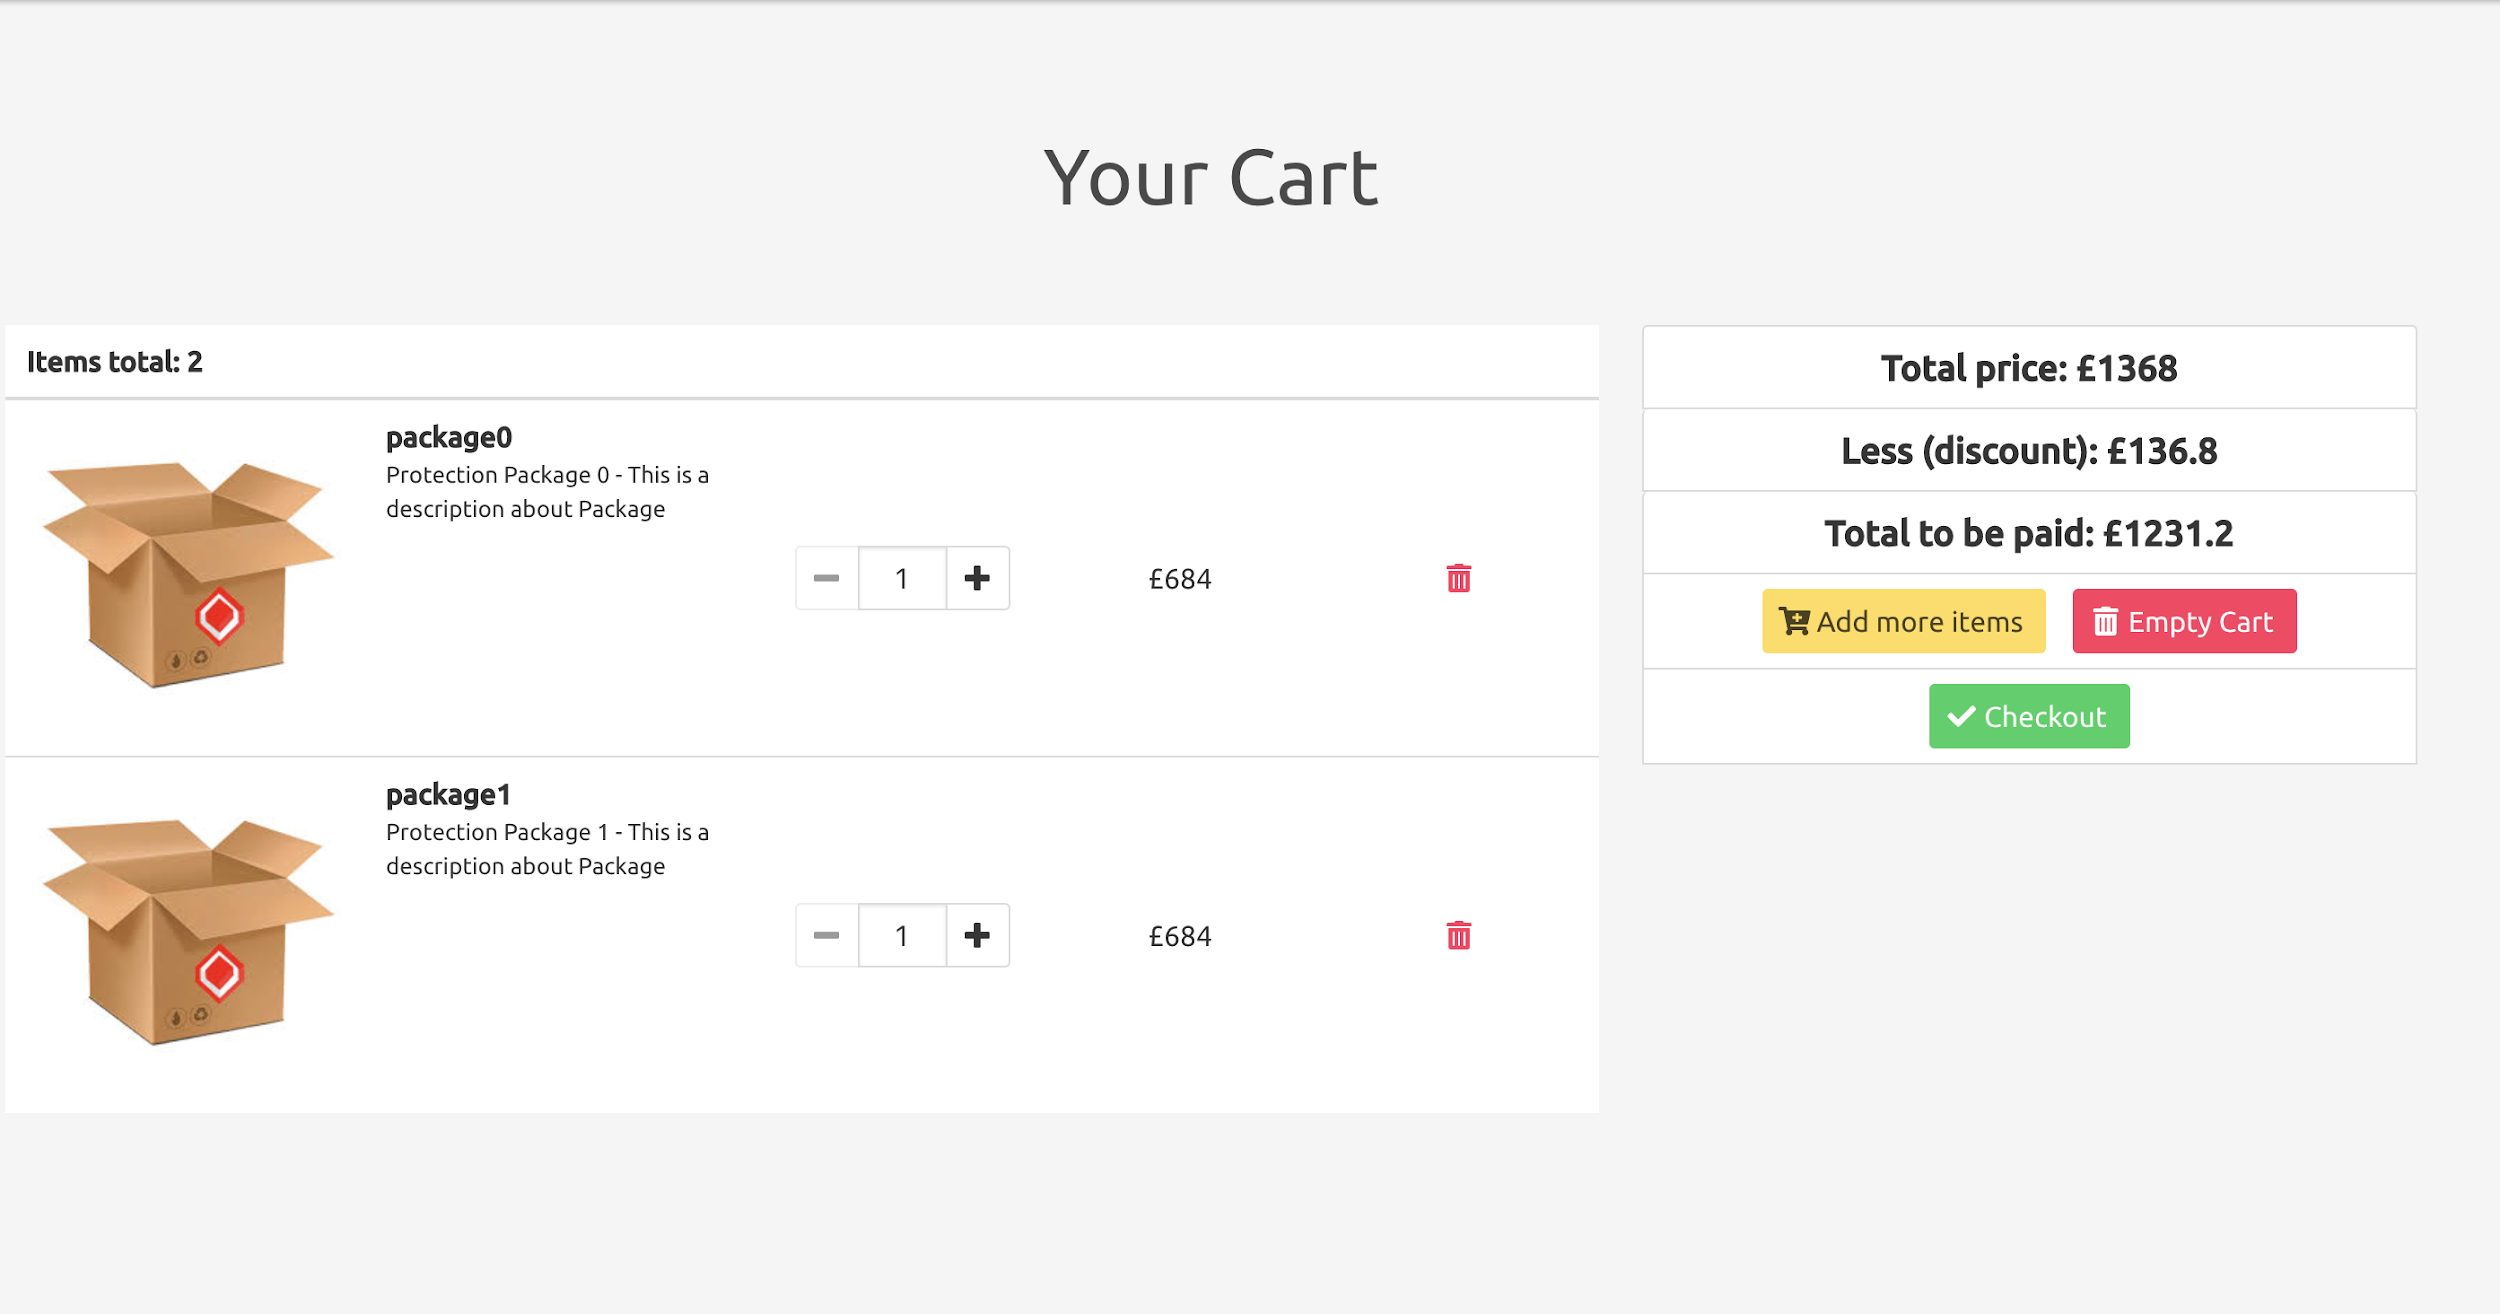 Your Cart
Items total: 2
package0
Protection Package 0 - This is a
description about Package
1
£684
package1
Protection Package 1 - This is a
description about Package
1
£684
Total price: £1368
Less (discount): £136.8
Total to be paid: £1231.2
Add more items
Empty Cart
Checkout